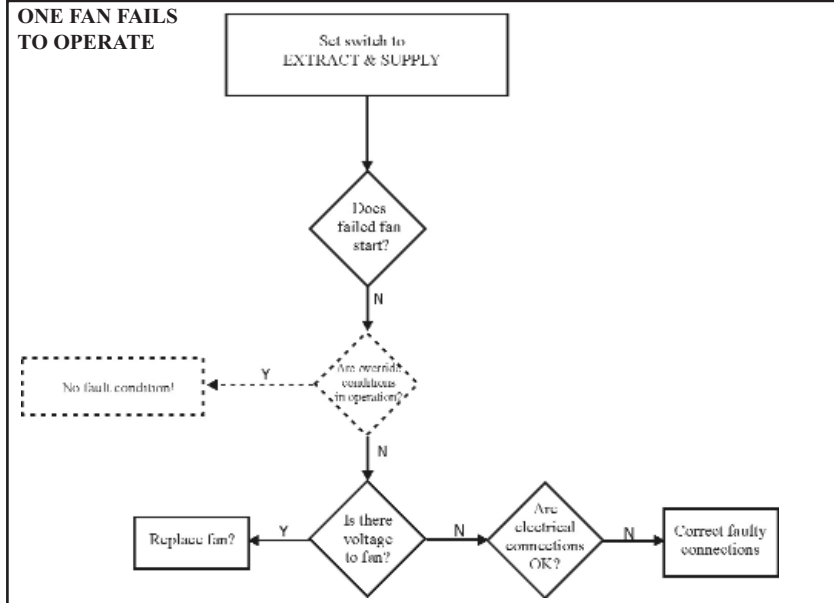 ONE FAN FAILS
TO OPERATE
Set switch to
EXTRACT & SUPPLY
Does
failed fan
start?
N
Are override
conditions
in operation?
Y
No fault condition!
N
Is there
voltage
to fan?
Y
Replace fan?
N
Are
electrical
connections
OK?
N
Correct faulty
connections